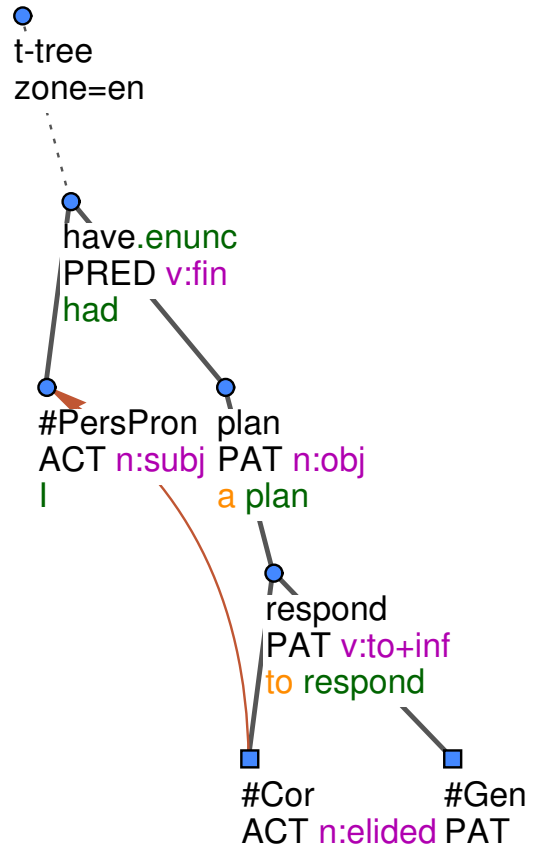 t-tree
zone=en
have.enunc
PRED v:fin
had
#PersPron
ACT n:subj
I
plan
PAT n:obj
a plan
respond
PAT v:to+inf
to respond
#Cor
ACT n:elided
#Gen
PAT